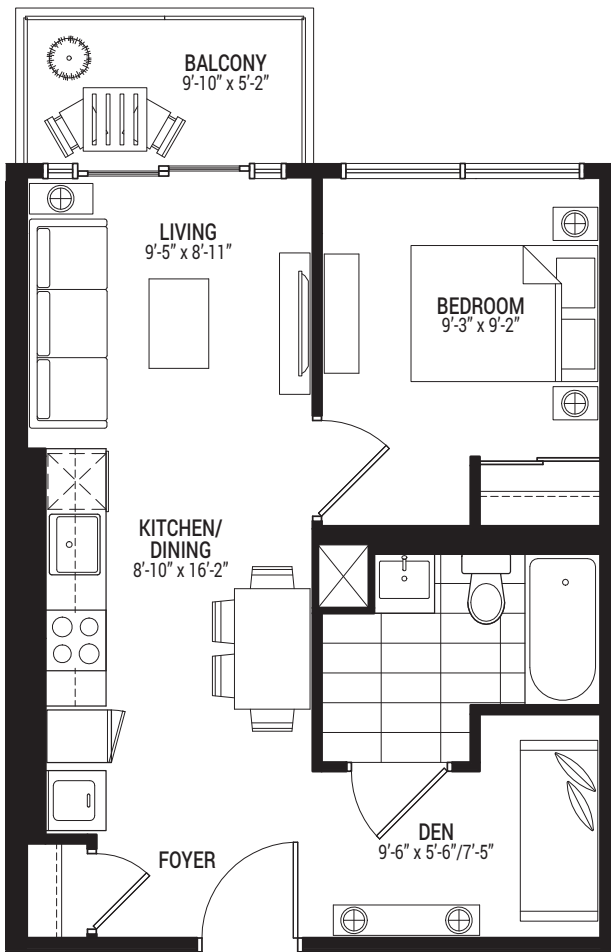 BALCONY
9’-10” x 5’-2”
LIVING
9’-5” x 8’-11”
BEDROOM
9’-3” x 9’-2”
KITCHEN/
DINING
8’-10” x 16’-2”
DEN
9’-6” x 5’-6”/7’-5”
FOYER